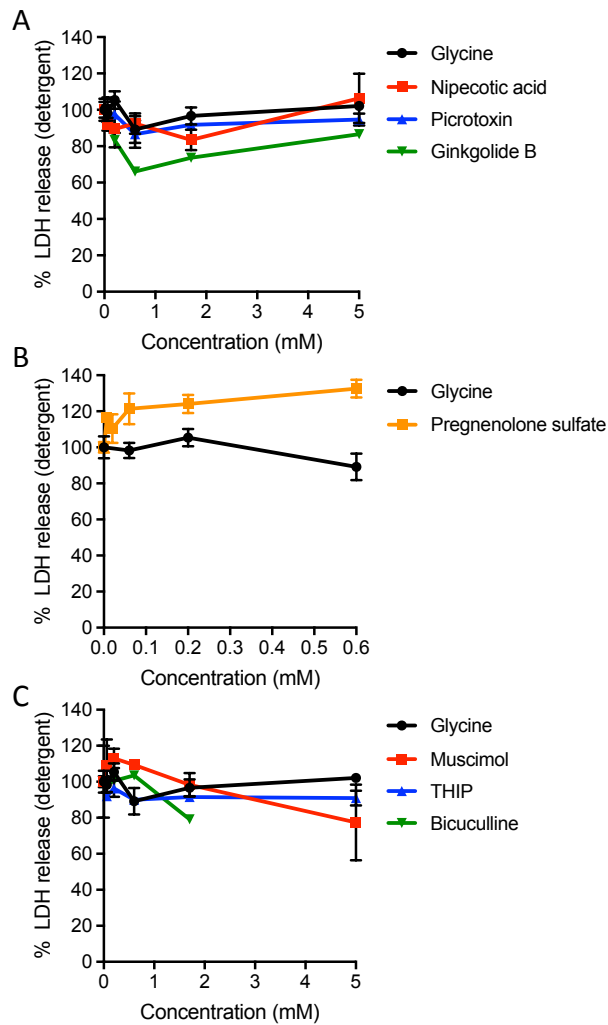 A
140
120
100
80
60
40
20
0
0 1 2 3 4 5
% LDH release (detergent)
Concentration (mM)
Glycine
Nipecotic acid
Picrotoxin
Ginkgolide B
B
140
120
100
80
60
40
20
0
0.0 0.1 0.2 0.3 0.4 0.5 0.6
% LDH release (detergent)
Concentration (mM)
Glycine
Pregnenolone sulfate
C
140
120
100
80
60
40
20
0
0 1 2 3 4 5
% LDH release (detergent)
Concentration (mM)
Glycine
Muscimol
THIP
Bicuculline